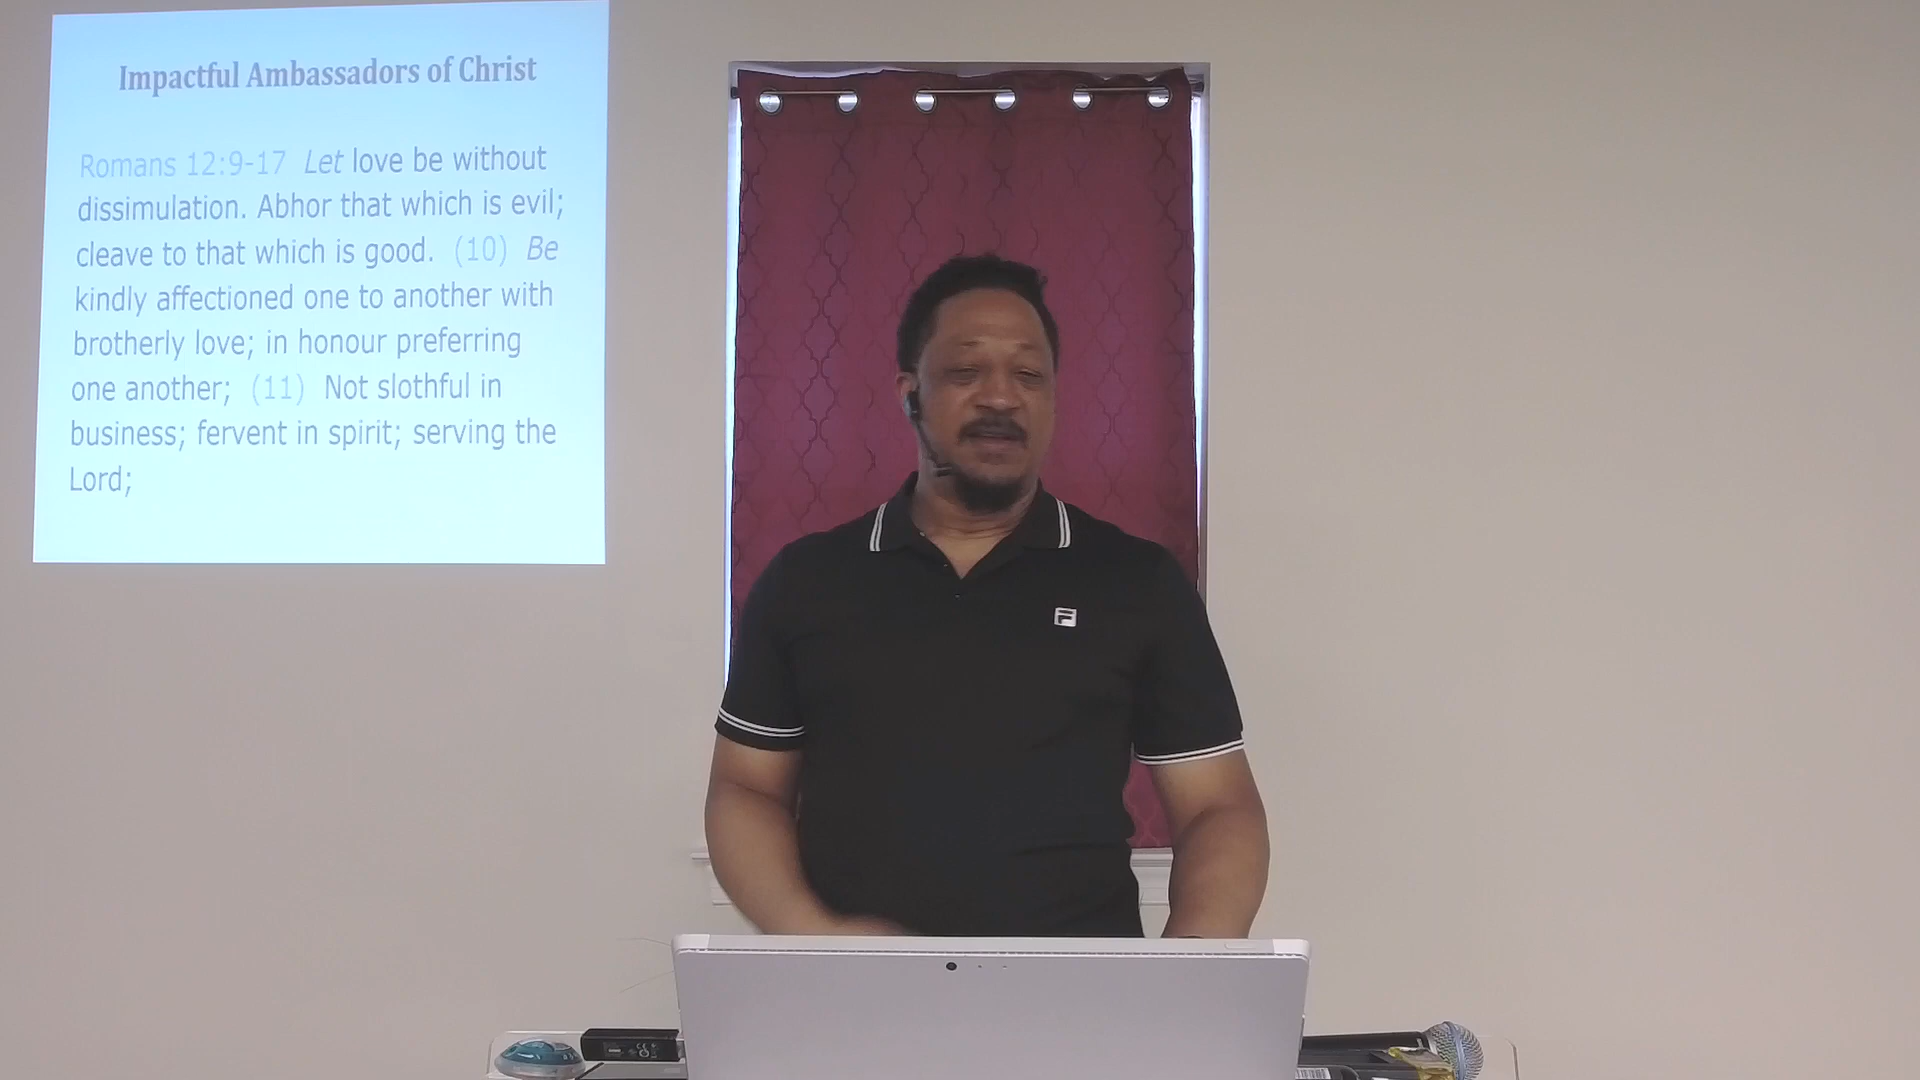 Impactful Ambassadors of Christ
Romans 12:9-17 Let love be without
dissimulation. Abhor that which is evil;
cleave to that which is good. (10) Be
kindly affectioned one to another with
brotherly love; in honour preferring
one another; (11) Not slothful in
business; fervent in spirit; serving the
Lord;